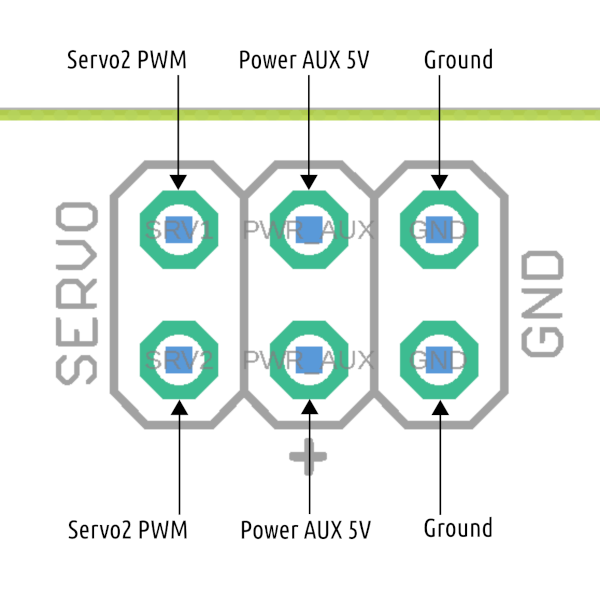 Servo2 PWM Power AUX 5V Ground
SERVO
SRV1 PWR_AUX GND
GND
SRV2 PWR_AUX GND
+
Servo2 PWM Power AUX 5V Ground